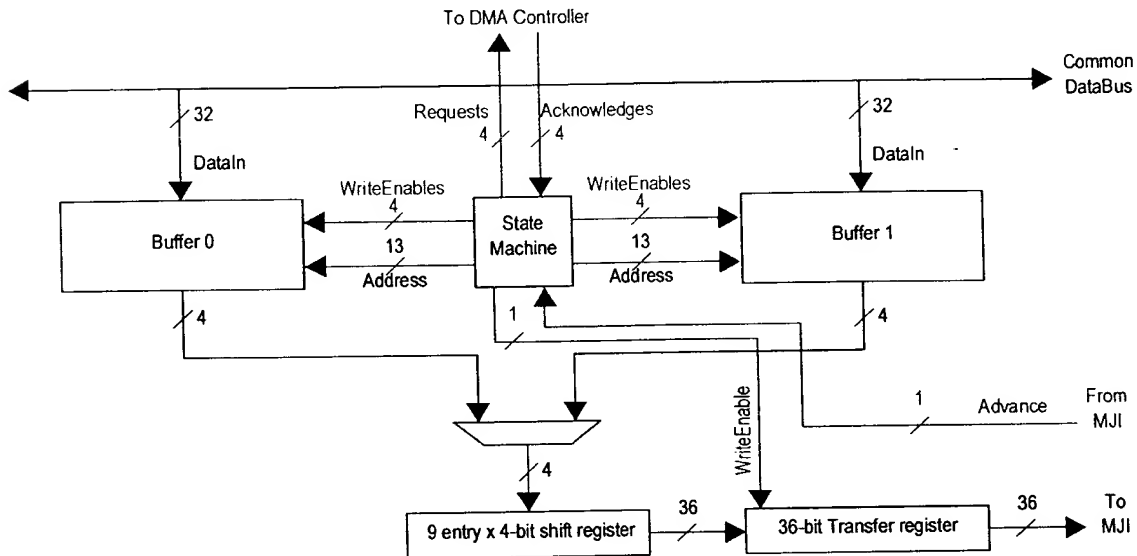 To DMA Controller
Common
DataBus
32
Requests
4
Acknowledges
4
32
DataIn
DataIn
WriteEnables
4
WriteEnables
4
Buffer 0
State
Machine
Buffer 1
13
Address
13
Address
4
1
4
1
Advance
From
MJI
WriteEnable
4
9 entry x 4-bit shift register
36
36-bit Transfer register
36
To
MJI